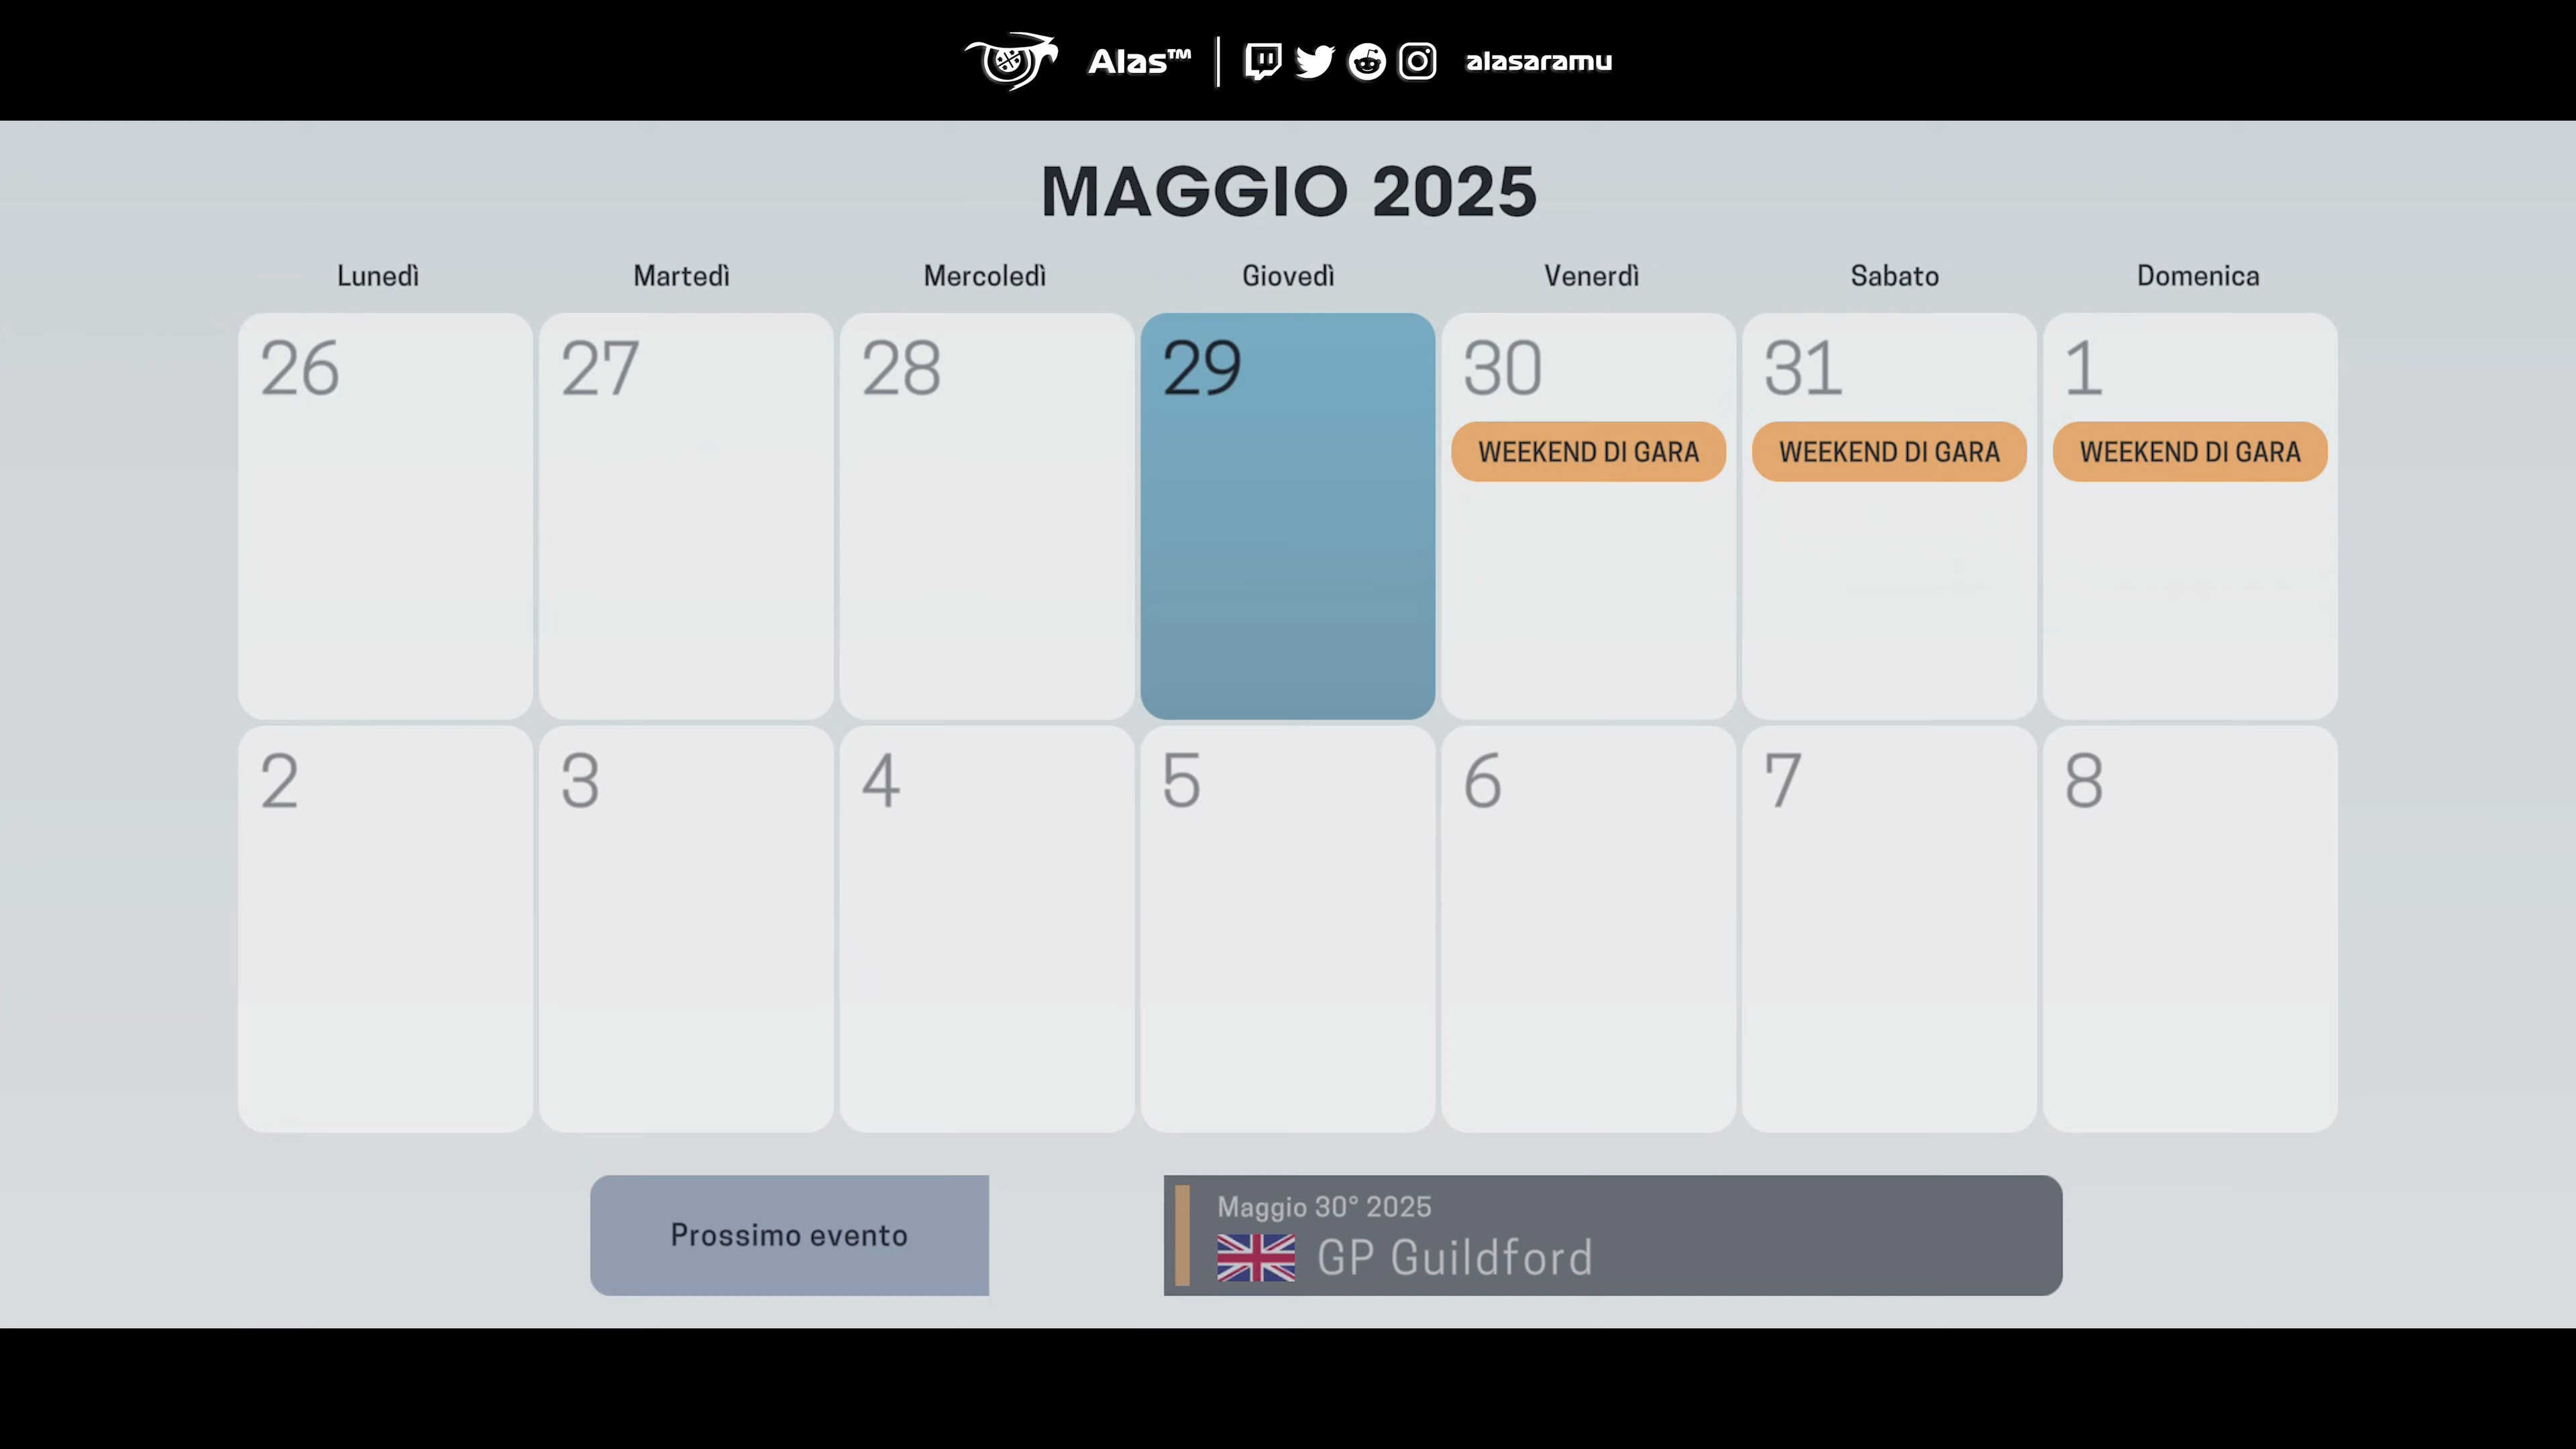 Alas™ | alasaramu
MAGGIO 2025
Lunedì Martedì Mercoledì Giovedì Venerdì Sabato Domenica
26 27 28 29 30 31 1
WEEKEND DI GARA WEEKEND DI GARA WEEKEND DI GARA
2 3 4 5 6 7 8
Prossimo evento
Maggio 30° 2025
GP Guildford